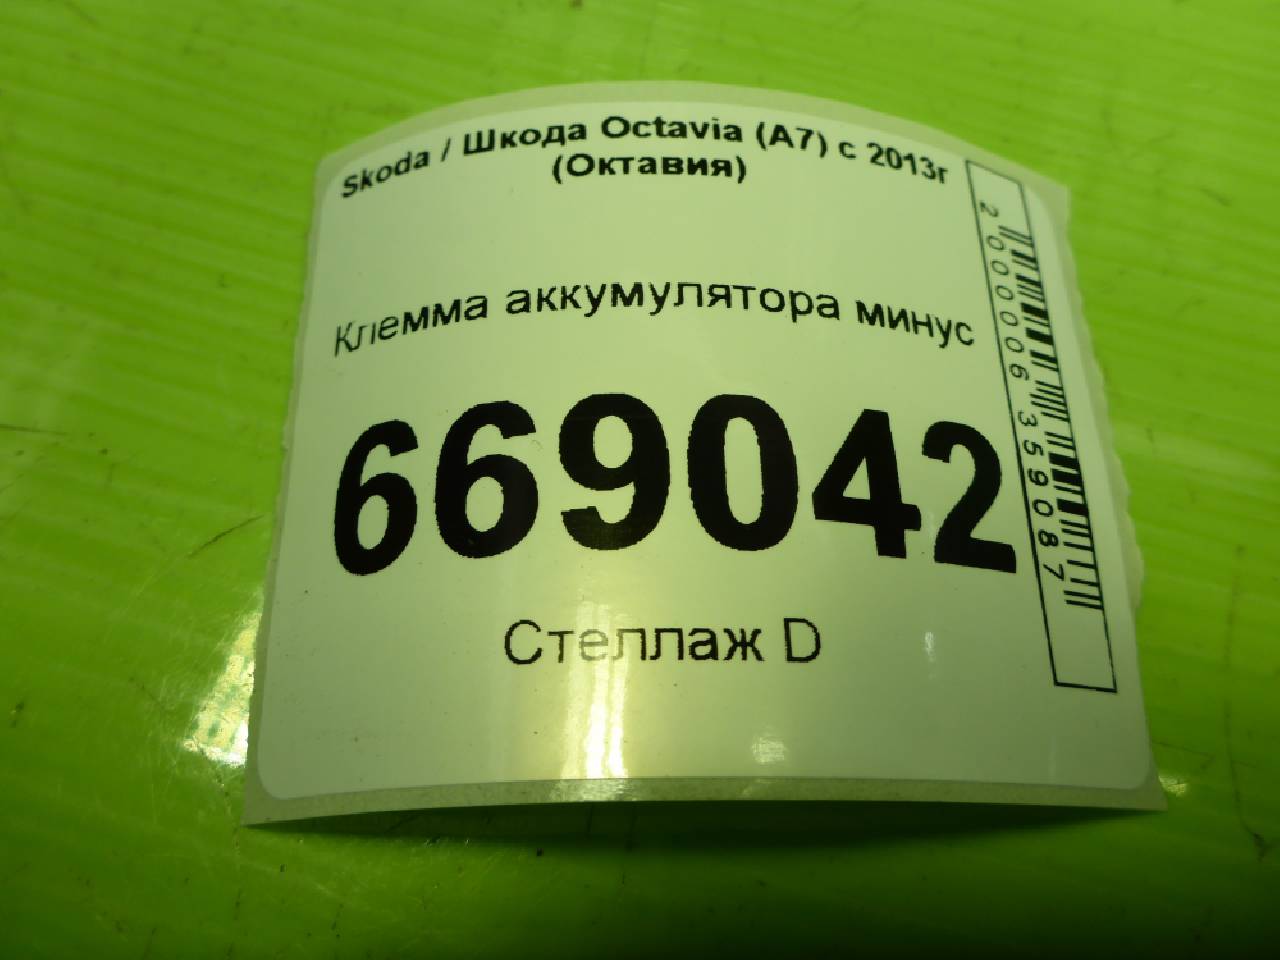 Skoda / Шкода Octavia (A7) с 2013г
(Октавия)
Клемма аккумулятора минус
669042
Стеллаж D
2000006359087